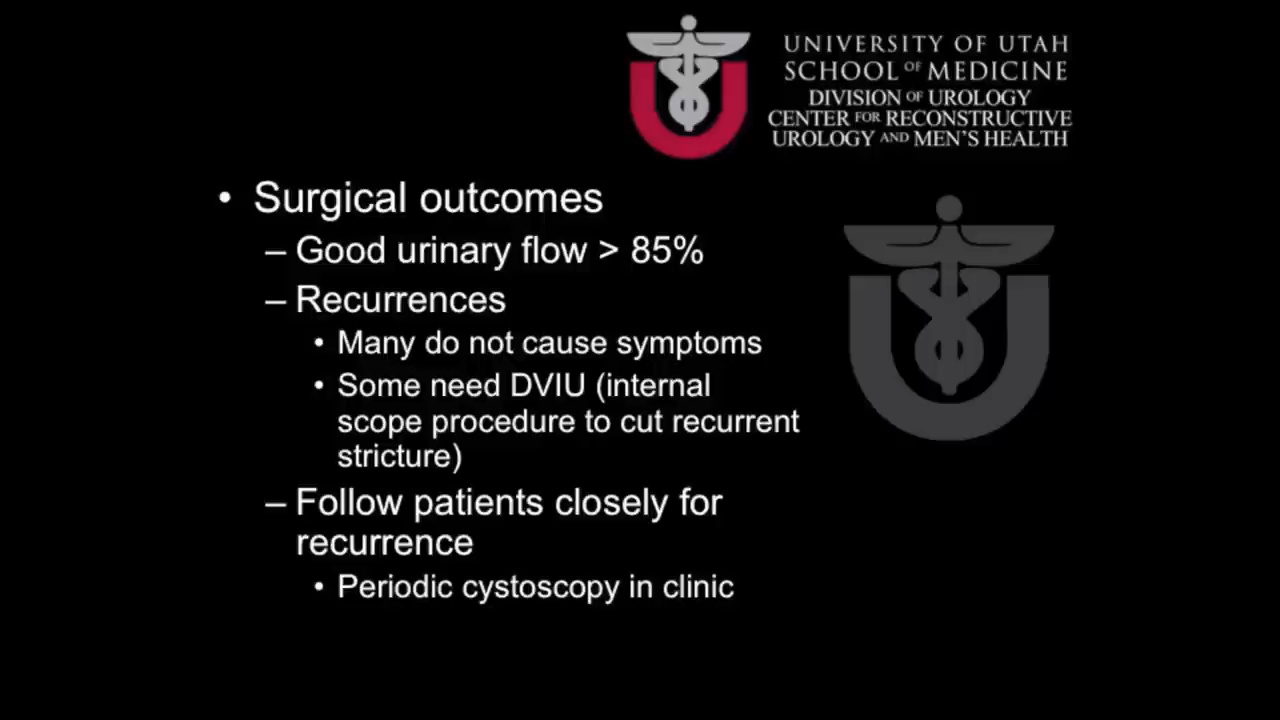 UNIVERSITY OF UTAH
SCHOOL OF MEDICINE
DIVISION OF UROLOGY
CENTER FOR RECONSTRUCTIVE
UROLOGY AND MEN'S HEALTH
• Surgical outcomes
– Good urinary flow > 85%
– Recurrences
• Many do not cause symptoms
• Some need DVIU (internal
scope procedure to cut recurrent
stricture)
– Follow patients closely for
recurrence
• Periodic cystoscopy in clinic